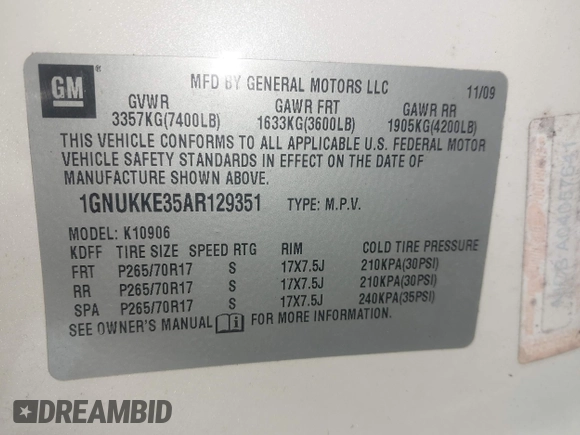 GM ®
MFD BY GENERAL MOTORS LLC 11/09
GVWR GAWR FRT GAWR RR
3357KG(7400LB) 1633KG(3600LB) 1905KG(4200LB)
THIS VEHICLE CONFORMS TO ALL APPLICABLE U.S. FEDERAL MOTOR
VEHICLE SAFETY STANDARDS IN EFFECT ON THE DATE OF
MANUFACTURE SHOWN ABOVE.
1GNUKKE35AR129351 TYPE: M.P.V.
MODEL: K10906
KDFF TIRE SIZE SPEED RTG RIM COLD TIRE PRESSURE
FRT P265/70R17 S 17X7.5J 210KPA(30PSI)
RR P265/70R17 S 17X7.5J 210KPA(30PSI)
SPA P265/70R17 S 17X7.5J 240KPA(35PSI)
SEE OWNER'S MANUAL FOR MORE INFORMATION.
DREAMBID